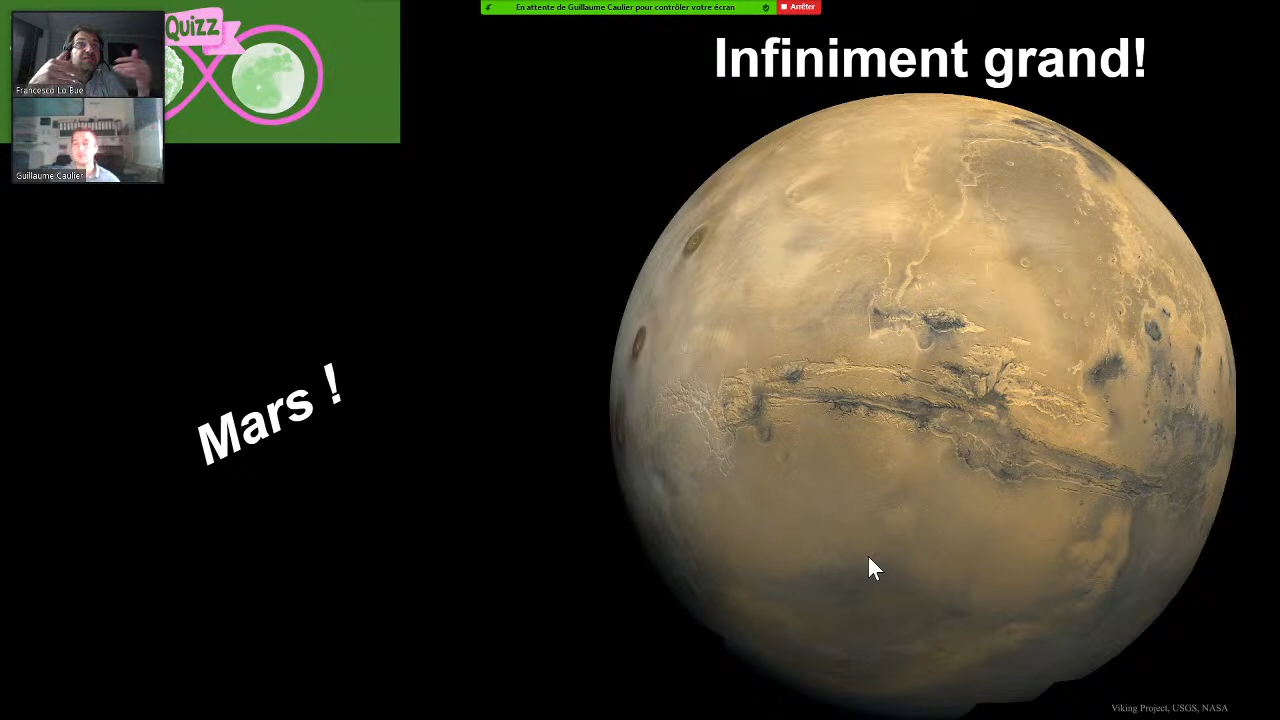 En attente de Guillaume Caulier pour contrôler votre écran
Arrêter
Quizz
Infiniment grand!
Francesco Lo Bue
Guillaume Caulier
Mars !
Viking Project, USGS, NASA